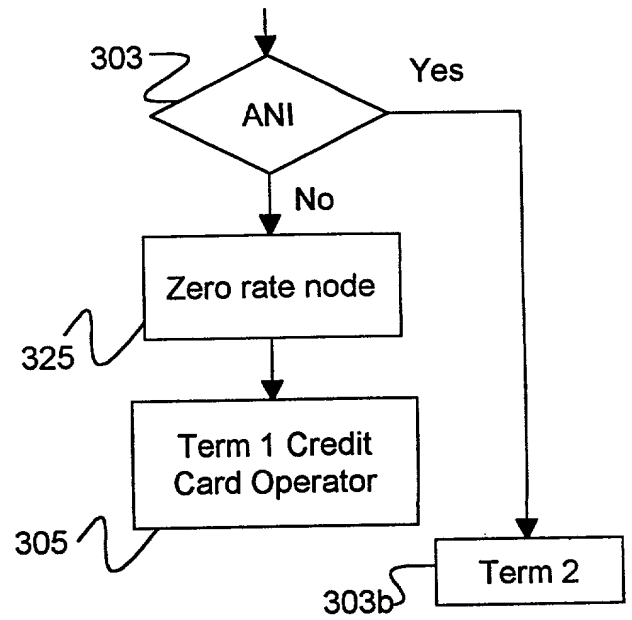 303
Yes
ANI
No
Zero rate node
325
Term 1 Credit
Card Operator
305
Term 2
303b